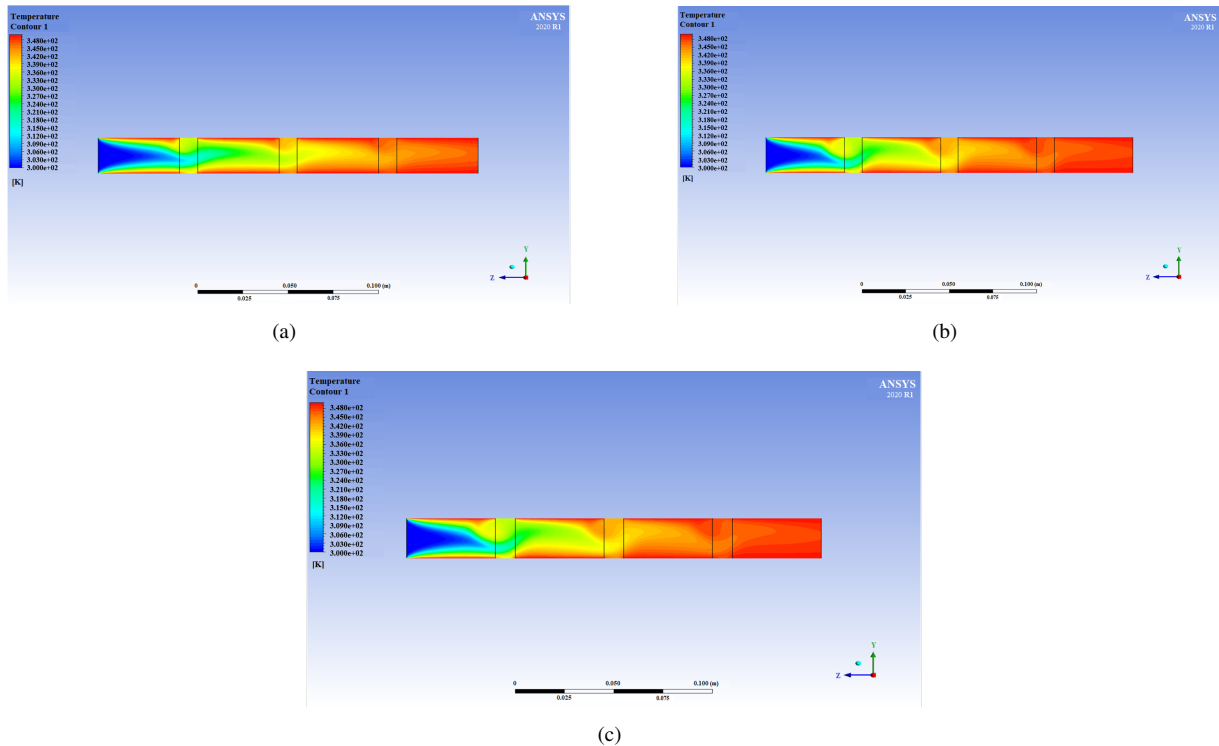 Temperature
Contour 1
3.480e+02
3.450e+02
3.420e+02
3.390e+02
3.360e+02
3.330e+02
3.300e+02
3.270e+02
3.240e+02
3.210e+02
3.180e+02
3.150e+02
3.120e+02
3.090e+02
3.060e+02
3.030e+02
3.000e+02
[K]
ANSYS
2020 R1
Y
Z
0 0.050 0.100 (m)
0.025 0.075
(a)
Temperature
Contour 1
3.480e+02
3.450e+02
3.420e+02
3.390e+02
3.360e+02
3.330e+02
3.300e+02
3.270e+02
3.240e+02
3.210e+02
3.180e+02
3.150e+02
3.120e+02
3.090e+02
3.060e+02
3.030e+02
3.000e+02
[K]
ANSYS
2020 R1
Y
Z
0 0.050 0.100 (m)
0.025 0.075
(b)
Temperature
Contour 1
3.480e+02
3.450e+02
3.420e+02
3.390e+02
3.360e+02
3.330e+02
3.300e+02
3.270e+02
3.240e+02
3.210e+02
3.180e+02
3.150e+02
3.120e+02
3.090e+02
3.060e+02
3.030e+02
3.000e+02
[K]
ANSYS
2020 R1
Y
Z
0 0.050 0.100 (m)
0.025 0.075
(c)